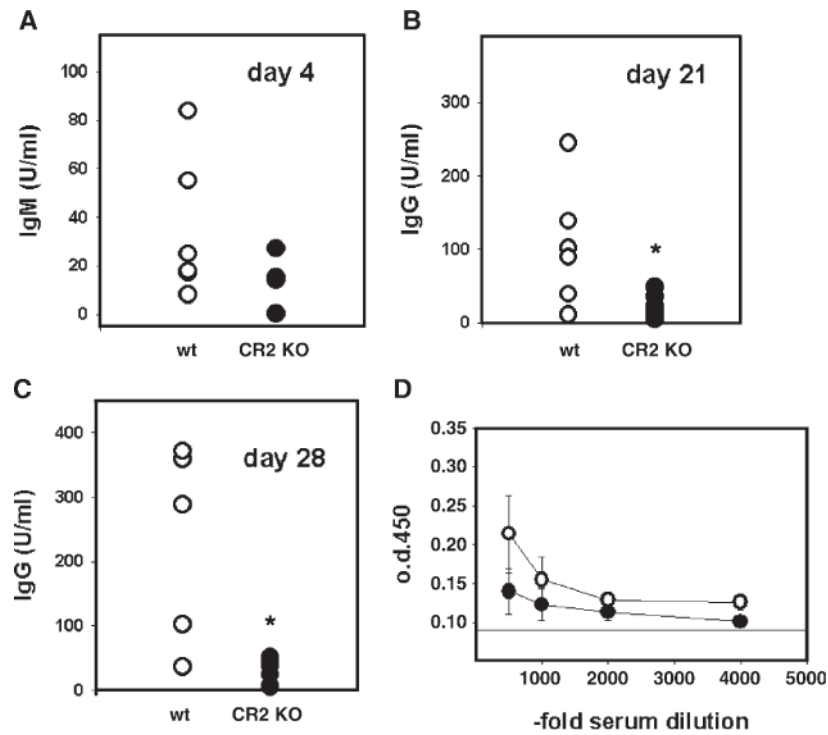 A
IgM (U/ml)
100
80
60
40
20
0
day 4
wt
CR2 KO
B
IgG (U/ml)
300
200
100
0
day 21
*
wt
CR2 KO
C
IgG (U/ml)
400
300
200
100
0
day 28
*
wt
CR2 KO
D
o.d.450
0.35
0.30
0.25
0.20
0.15
0.10
1000
2000
3000
4000
5000
-fold serum dilution